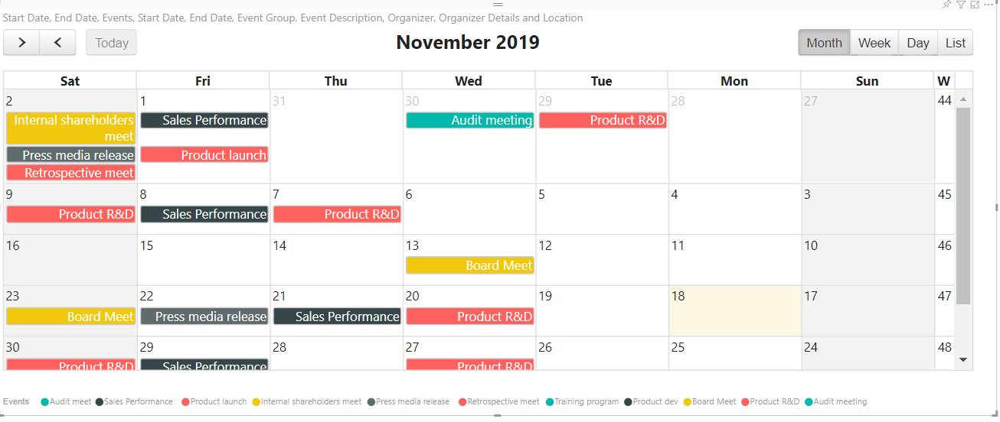 Start Date, End Date, Events, Start Date, End Date, Event Group, Event Description, Organizer, Organizer Details and Location
Today November 2019 Month Week Day List
Sat Fri Thu Wed Tue Mon Sun W
2 1 31 30 29 28 27 44
Internal shareholders Sales Performance Audit meeting Product R&D
meet
Press media release Product launch
Retrospective meet
9 8 7 6 5 4 3 45
Product R&D Sales Performance Product R&D
16 15 14 13 12 11 10 46
Board Meet
23 22 21 20 19 18 17 47
Board Meet Press media release Sales Performance Product R&D
30 29 28 27 26 25 24 48
Product R&D Sales Performance Product R&D
Events Audit meet Sales Performance Product launch Internal shareholders meet Press media release Retrospective meet Training program Product dev Board Meet Product R&D Audit meeting